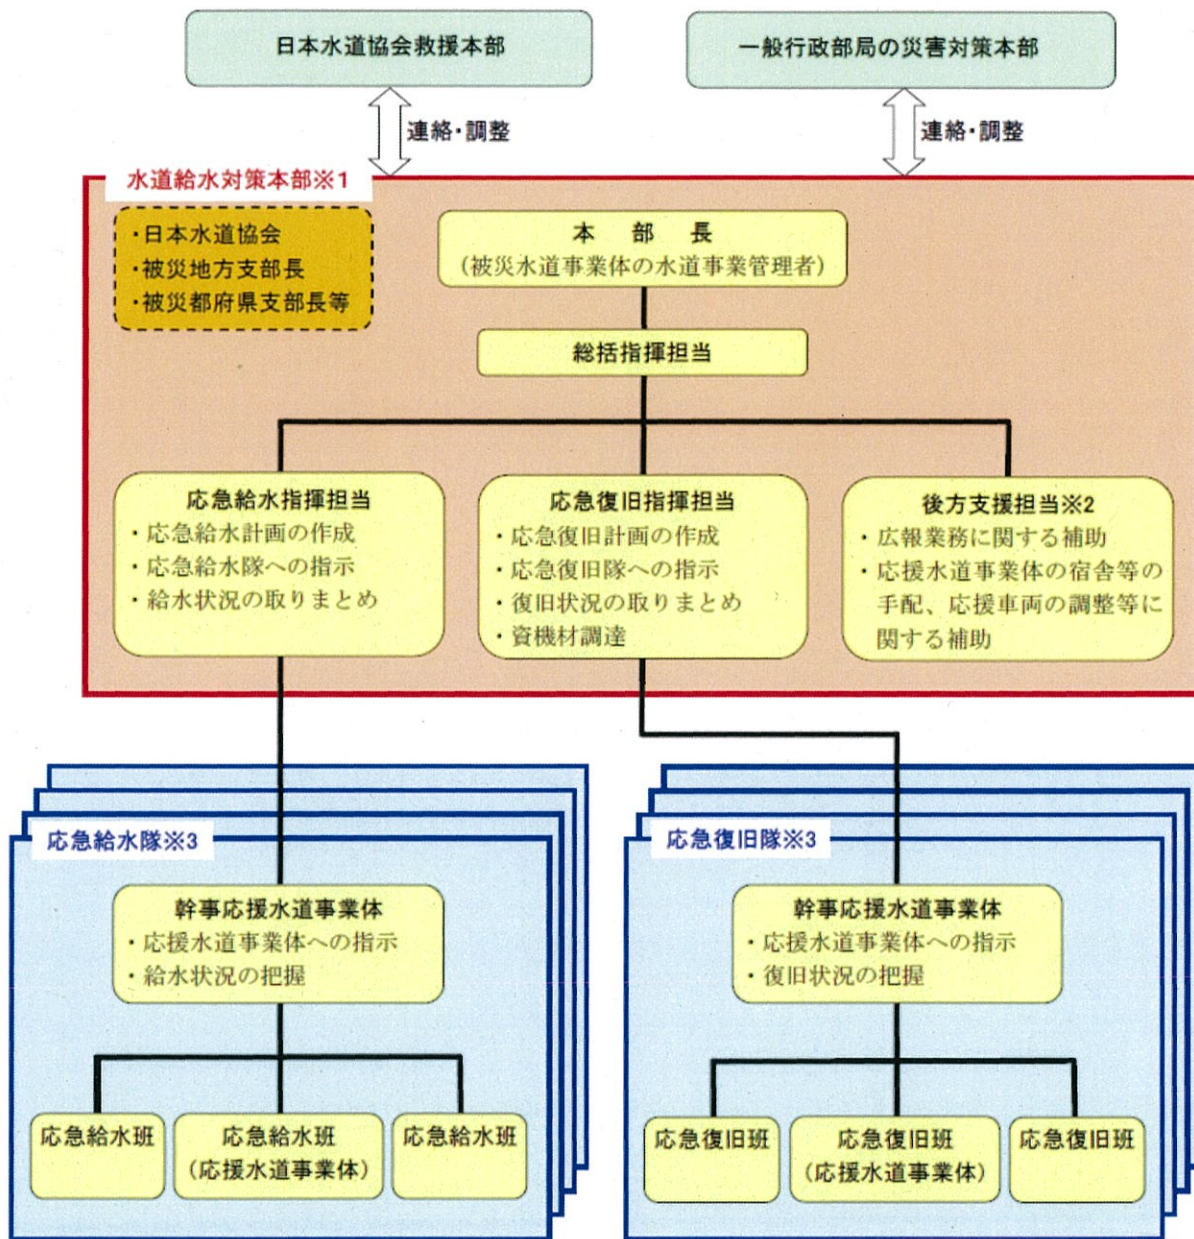 日本水道協会救援本部
一般行政部局の災害対策本部
連絡・調整
連絡・調整
水道給水対策本部※1
・日本水道協会
・被災地方支部長
・被災都府県支部長等
本 部 長
(被災水道事業体の水道事業管理者)
総括指揮担当
応急給水指揮担当
・応急給水計画の作成
・応急給水隊への指示
・給水状況の取りまとめ
応急復旧指揮担当
・応急復旧計画の作成
・応急復旧隊への指示
・復旧状況の取りまとめ
・資機材調達
後方支援担当※2
・広報業務に関する補助
・応援水道事業体の宿舎等の
手配、応援車両の調整等に
関する補助
応急給水隊※3
幹事応援水道事業体
・応援水道事業体への指示
・給水状況の把握
応急給水班
応急給水班
(応援水道事業体)
応急給水班
応急復旧隊※3
幹事応援水道事業体
・応援水道事業体への指示
・復旧状況の把握
応急復旧班
応急復旧班
(応援水道事業体)
応急復旧班